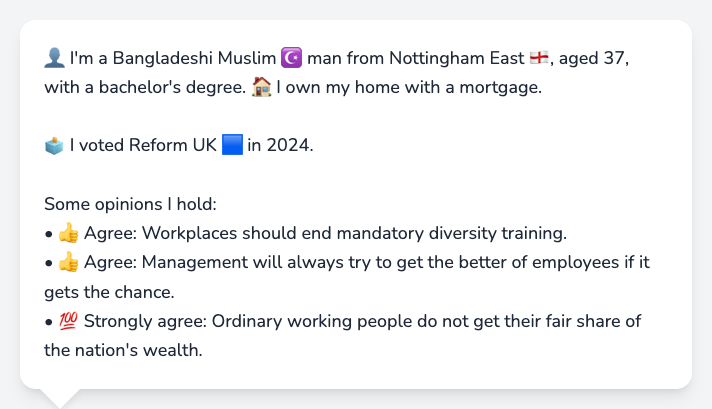 👤 I'm a Bangladeshi Muslim ☪️ man from Nottingham East 🏴󠁧󠁢󠁥󠁮󠁧󠁿, aged 37,
with a bachelor's degree. 🏠 I own my home with a mortgage.
🗳️ I voted Reform UK 🟦 in 2024.
Some opinions I hold:
• 👍 Agree: Workplaces should end mandatory diversity training.
• 👍 Agree: Management will always try to get the better of employees if it
gets the chance.
• 💯 Strongly agree: Ordinary working people do not get their fair share of
the nation's wealth.